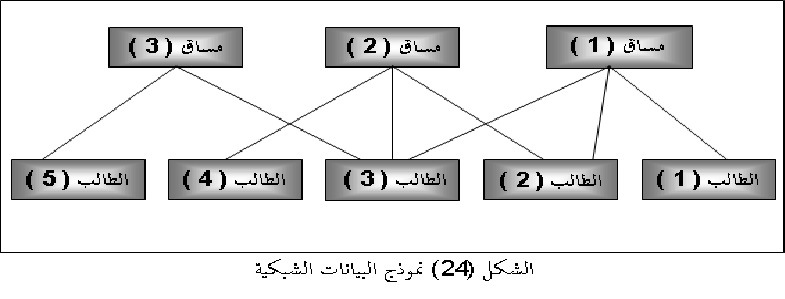 مساق ( 1 ) مساق ( 2 ) مساق ( 3 )
الطالب ( 1 ) الطالب ( 2 ) الطالب ( 3 ) الطالب ( 4 ) الطالب ( 5 )
الشكل (24) نموذج البيانات الشبكية